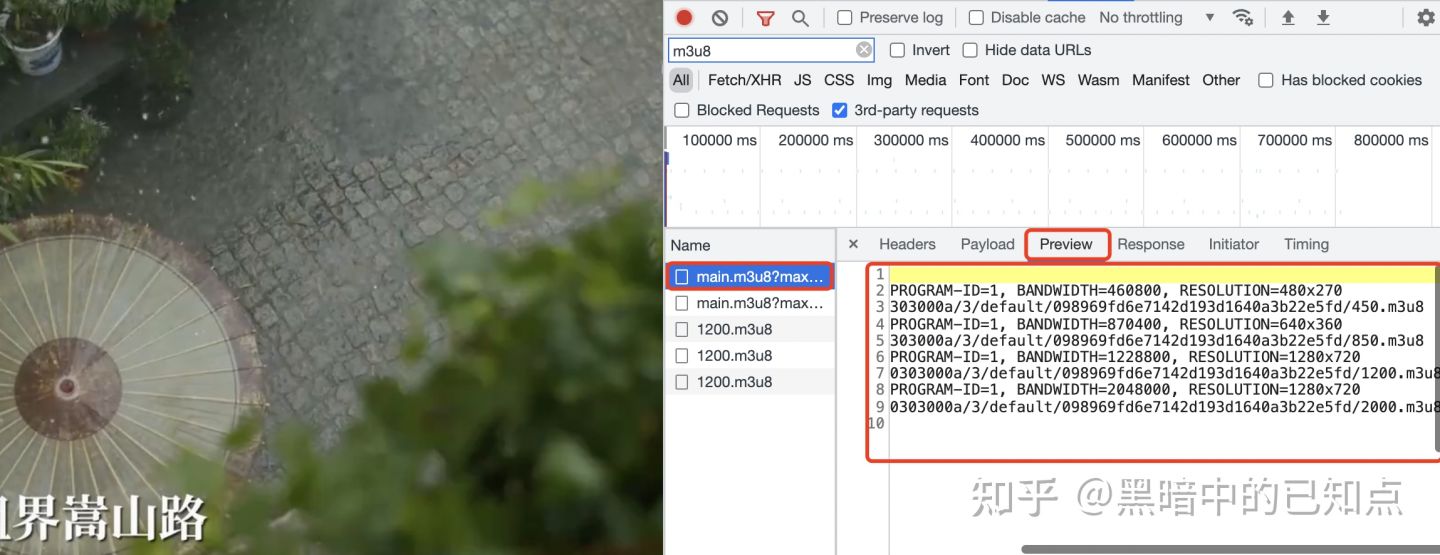 Preserve log Disable cache No throttling
m3u8 Invert Hide data URLs
All Fetch/XHR JS CSS Img Media Font Doc WS Wasm Manifest Other Has blocked cookies
Blocked Requests 3rd-party requests
100000 ms 200000 ms 300000 ms 400000 ms 500000 ms 600000 ms 700000 ms 800000 ms
Name
main.m3u8?max...
main.m3u8?max...
1200.m3u8
1200.m3u8
1200.m3u8
× Headers Payload Preview Response Initiator Timing
1
2 PROGRAM-ID=1, BANDWIDTH=460800, RESOLUTION=480x270
3 303000a/3/default/098969fd6e7142d193d1640a3b22e5fd/450.m3u8
4 PROGRAM-ID=1, BANDWIDTH=870400, RESOLUTION=640x360
5 303000a/3/default/098969fd6e7142d193d1640a3b22e5fd/850.m3u8
6 PROGRAM-ID=1, BANDWIDTH=1228800, RESOLUTION=1280x720
7 0303000a/3/default/098969fd6e7142d193d1640a3b22e5fd/1200.m3u8
8 PROGRAM-ID=1, BANDWIDTH=2048000, RESOLUTION=1280x720
9 0303000a/3/default/098969fd6e7142d193d1640a3b22e5fd/2000.m3u8
10
界嵩山路
知乎 @黑暗中的已知点